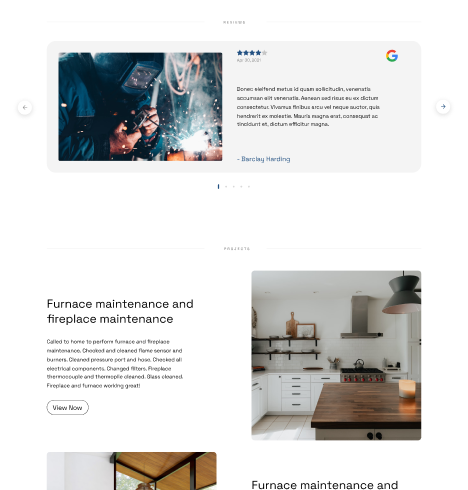 REVIEWS
Apr 20, 2021
Donec eleifend metus id quam sollicitudin, venenatis
accumsan elit venenatis. Aenean sed risus eu ex dictum
consectetur. Vivamus finibus arcu vel neque auctor, quis
hendrerit ex molestie. Mauris magna erat, consequat ac
tincidunt et, dictum efficitur magna.
- Barclay Harding
PROJECTS
Furnace maintenance and
fireplace maintenance
Called to home to perform furnace and fireplace
maintenance. Checked and cleaned flame sensor and
burners. Cleaned pressure port and hose. Checked all
electrical components. Changed filters. Fireplace
thermocouple and thermopile cleaned. Glass cleaned.
Fireplace and furnace working great!
View Now
Furnace maintenance and